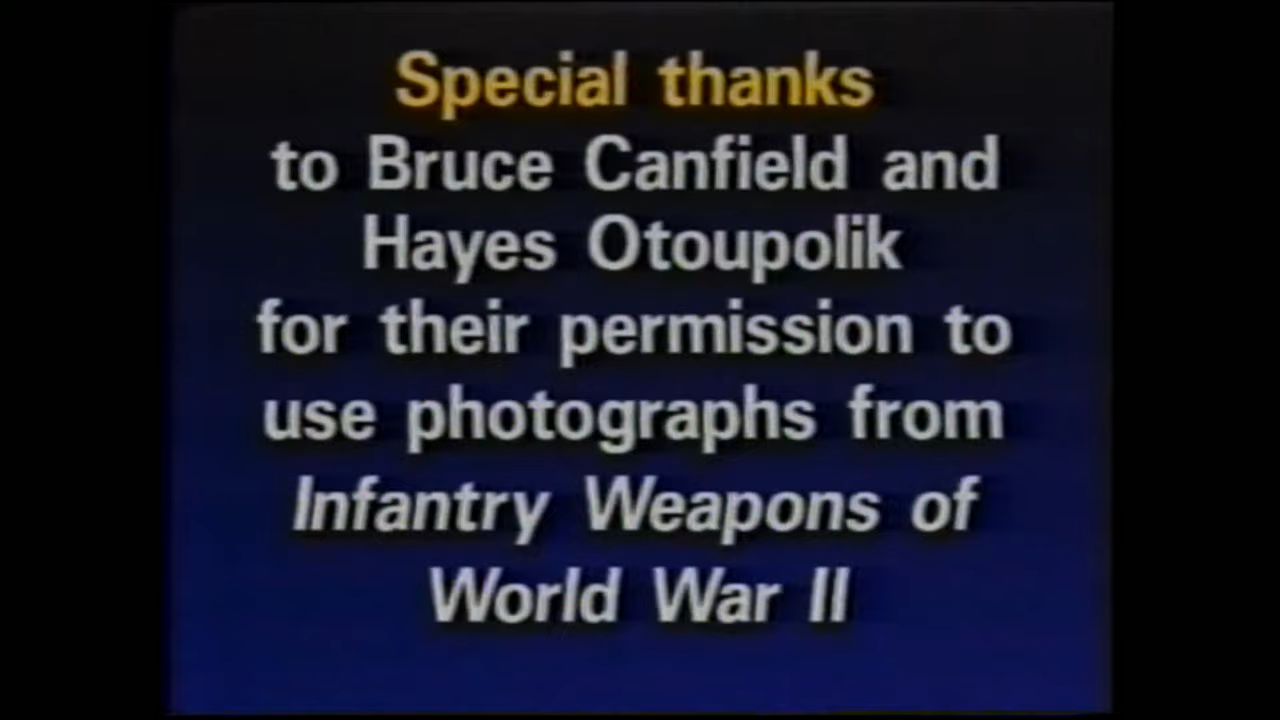 Special thanks
to Bruce Canfield and
Hayes Otoupolik
for their permission to
use photographs from
Infantry Weapons of
World War II